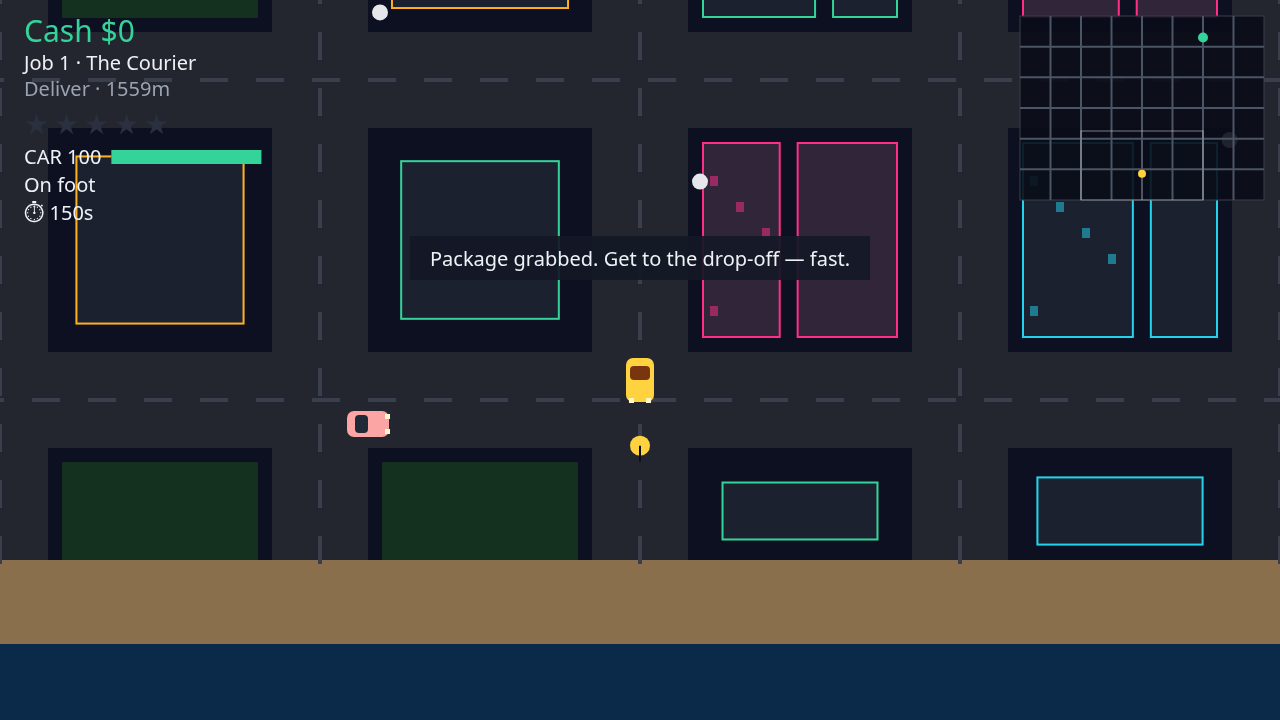 Cash $0
Job 1 · The Courier
Deliver · 1559m
★★★★★
CAR 100
On foot
⏱ 150s
Package grabbed. Get to the drop-off — fast.